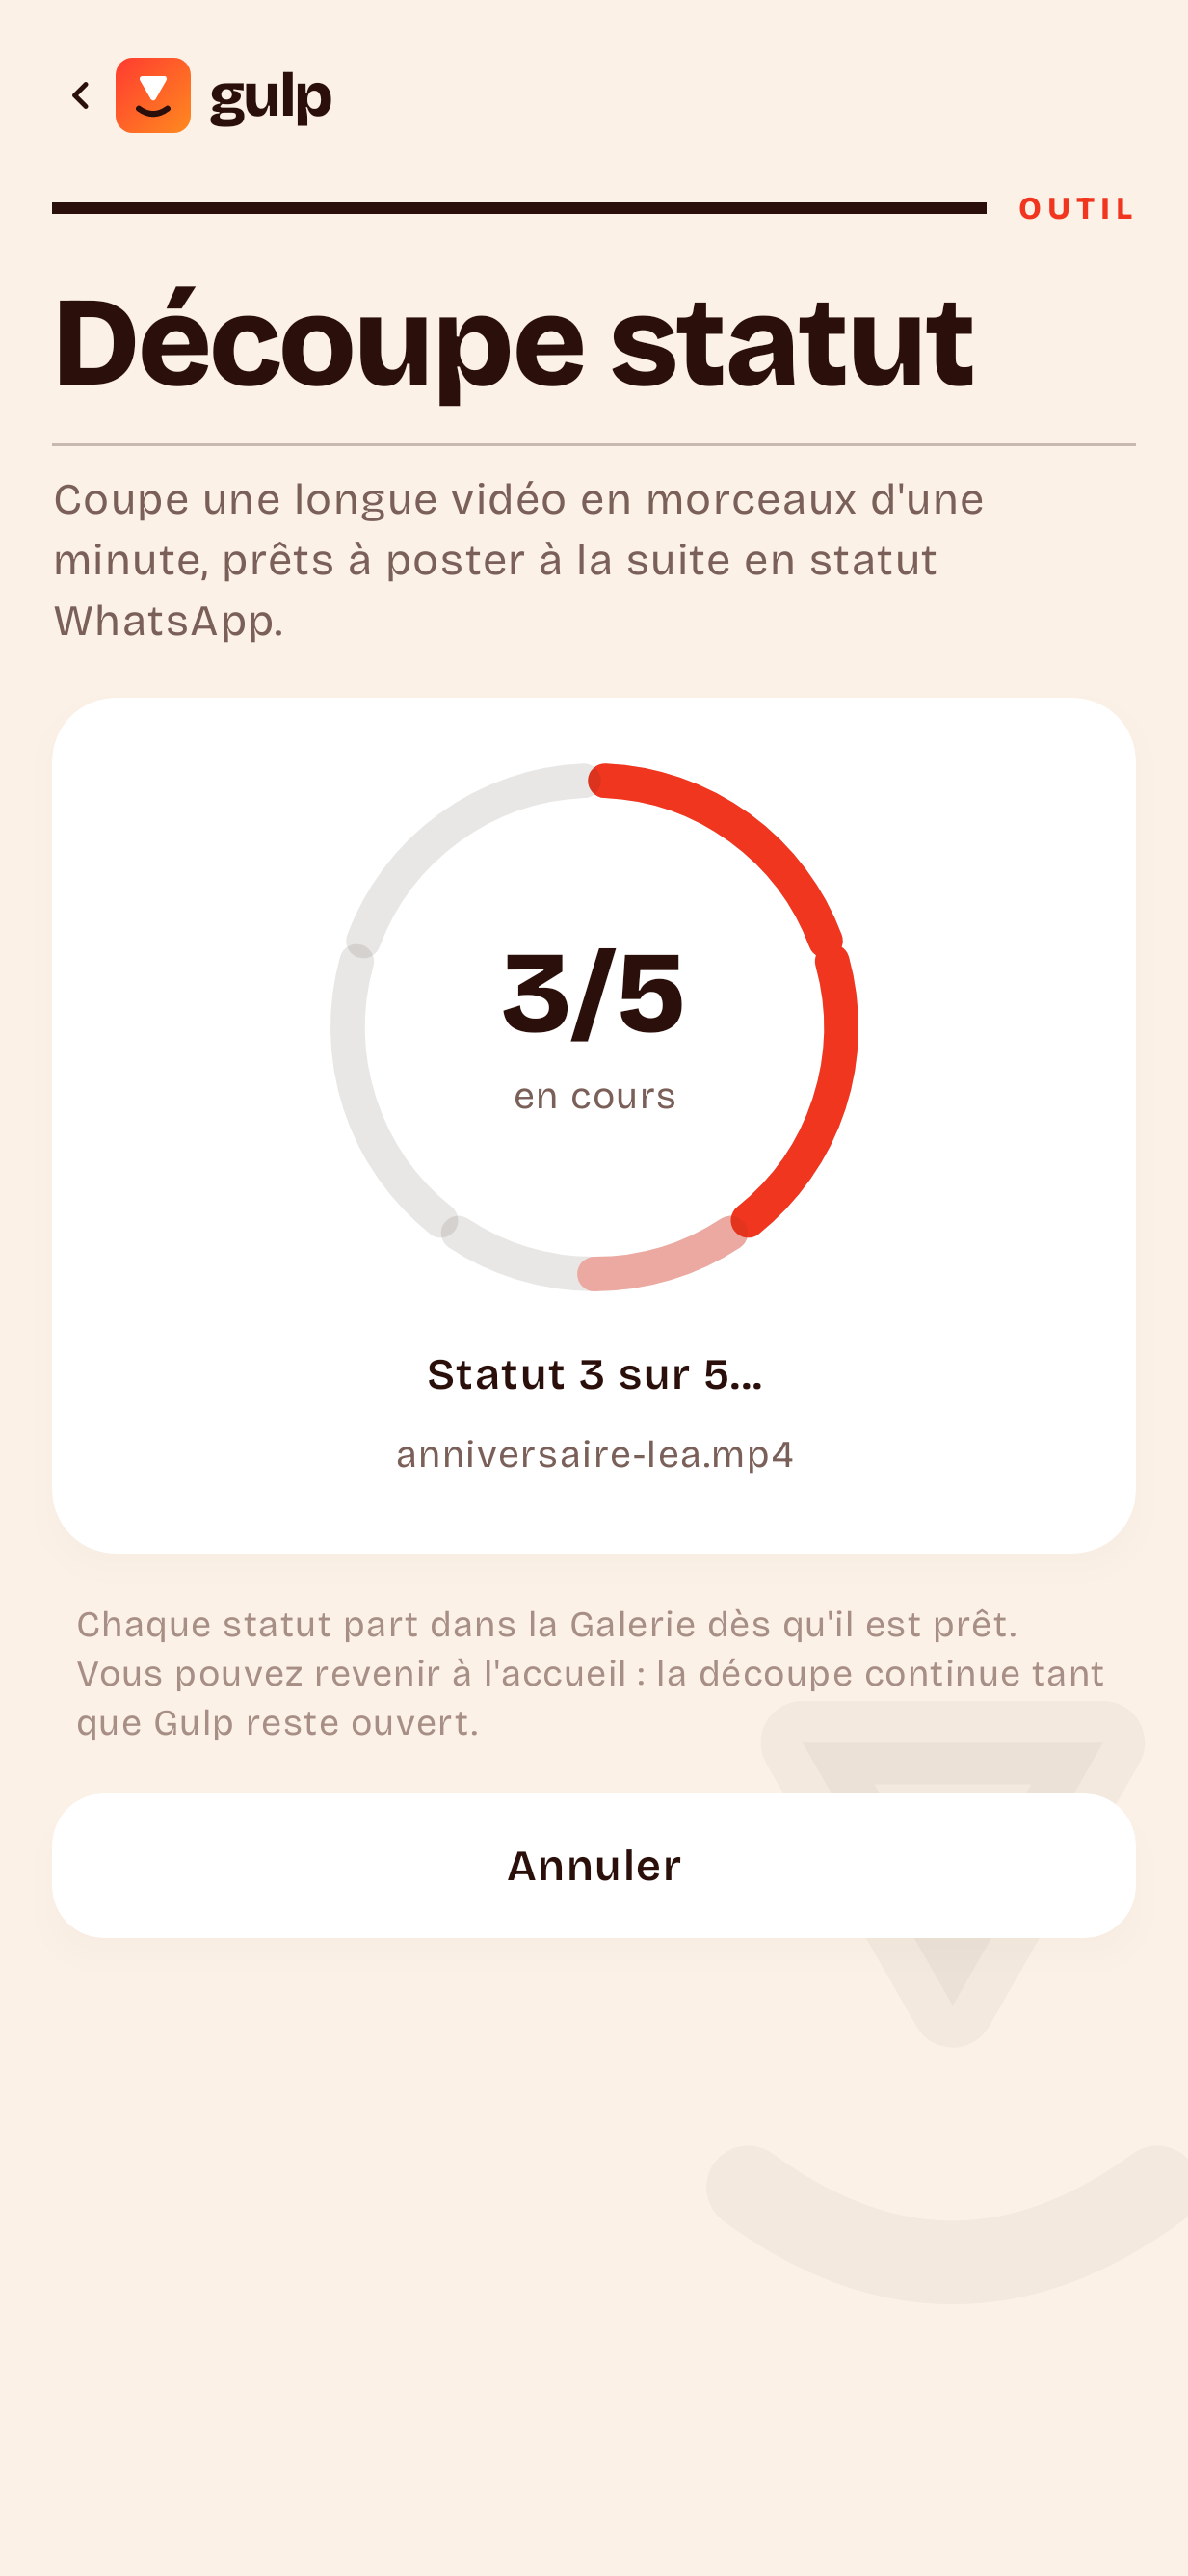 gulp
OUTIL
Découpe statut
Coupe une longue vidéo en morceaux d'une
minute, prêts à poster à la suite en statut
WhatsApp.
3/5
en cours
Statut 3 sur 5...
anniversaire-lea.mp4
Chaque statut part dans la Galerie dès qu'il est prêt.
Vous pouvez revenir à l'accueil : la découpe continue tant
que Gulp reste ouvert.
Annuler